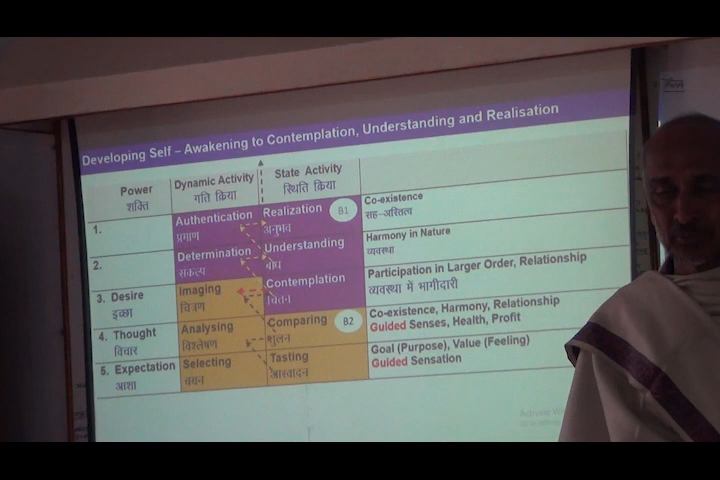 Developing Self – Awakening to Contemplation, Understanding and Realisation
Power
शक्ति
Dynamic Activity
गति क्रिया
State Activity
स्थिति क्रिया
1.
Authentication
प्रमाण
Realization
अनुभव
B1
Co-existence
सह-अस्तित्व
2.
Determination
संकल्प
Understanding
बोध
Harmony in Nature
व्यवस्था
3. Desire
इच्छा
Imaging
चित्रण
Contemplation
चिंतन
Participation in Larger Order, Relationship
व्यवस्था में भागीदारी
4. Thought
विचार
Analysing
विश्लेषण
Comparing
तुलन
B2
Co-existence, Harmony, Relationship
Guided Senses, Health, Profit
5. Expectation
आशा
Selecting
चयन
Tasting
आस्वादन
Goal (Purpose), Value (Feeling)
Guided Sensation